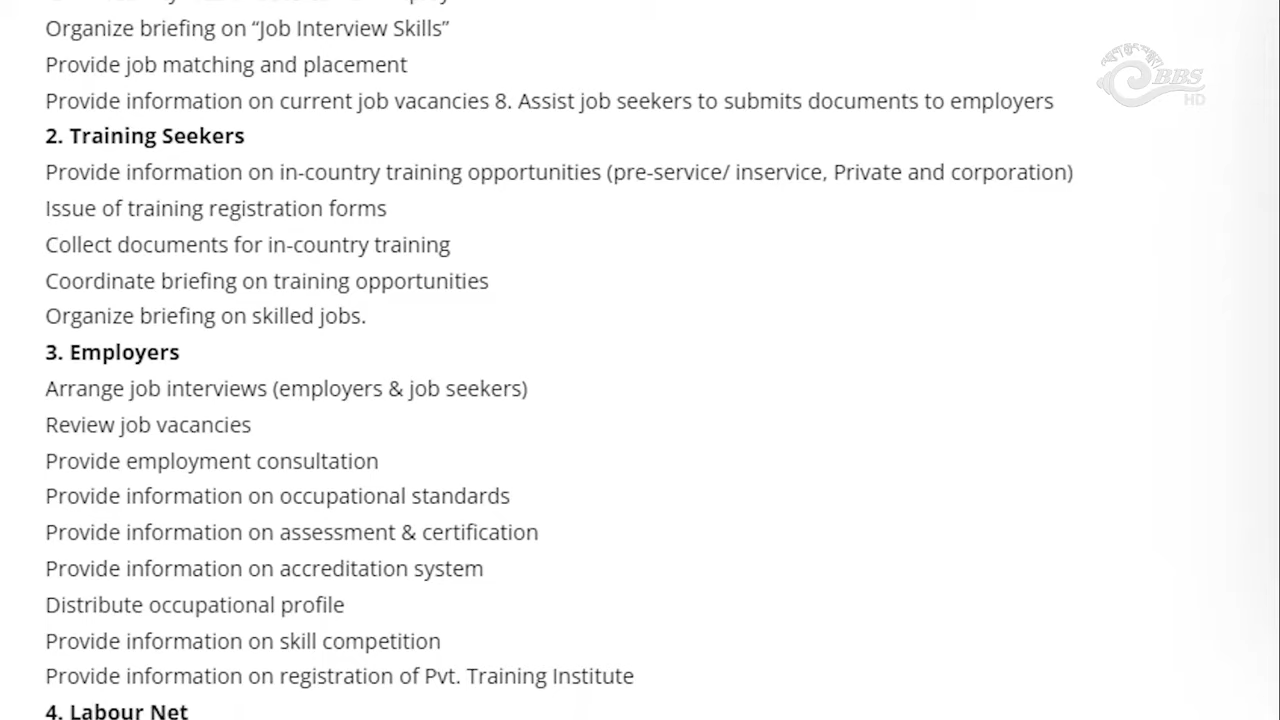 Organize briefing on “Job Interview Skills”
Provide job matching and placement
Provide information on current job vacancies 8. Assist job seekers to submits documents to employers
2. Training Seekers
Provide information on in-country training opportunities (pre-service/ inservice, Private and corporation)
Issue of training registration forms
Collect documents for in-country training
Coordinate briefing on training opportunities
Organize briefing on skilled jobs.
3. Employers
Arrange job interviews (employers & job seekers)
Review job vacancies
Provide employment consultation
Provide information on occupational standards
Provide information on assessment & certification
Provide information on accreditation system
Distribute occupational profile
Provide information on skill competition
Provide information on registration of Pvt. Training Institute
4. Labour Net
BBS
HD